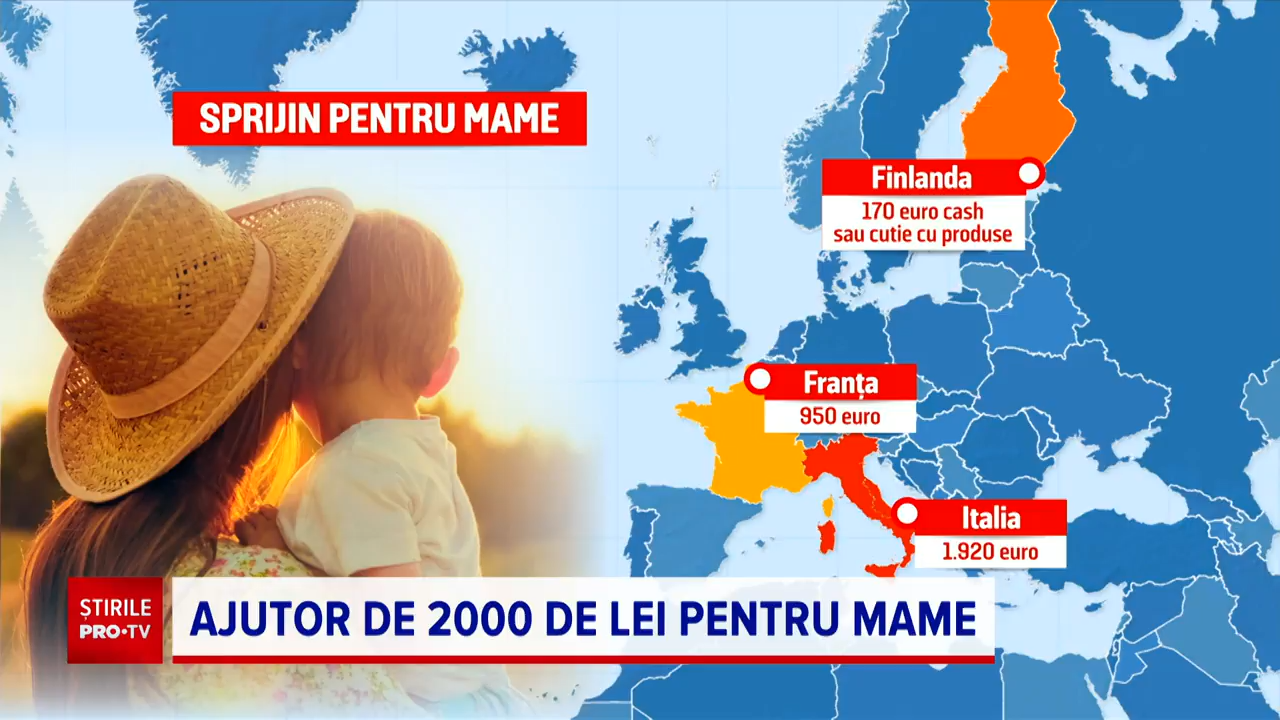 SPRIJIN PENTRU MAME
Finlanda
170 euro cash
sau cutie cu produse
Franța
950 euro
Italia
1.920 euro
ȘTIRILE
PRO•TV
AJUTOR DE 2000 DE LEI PENTRU MAME